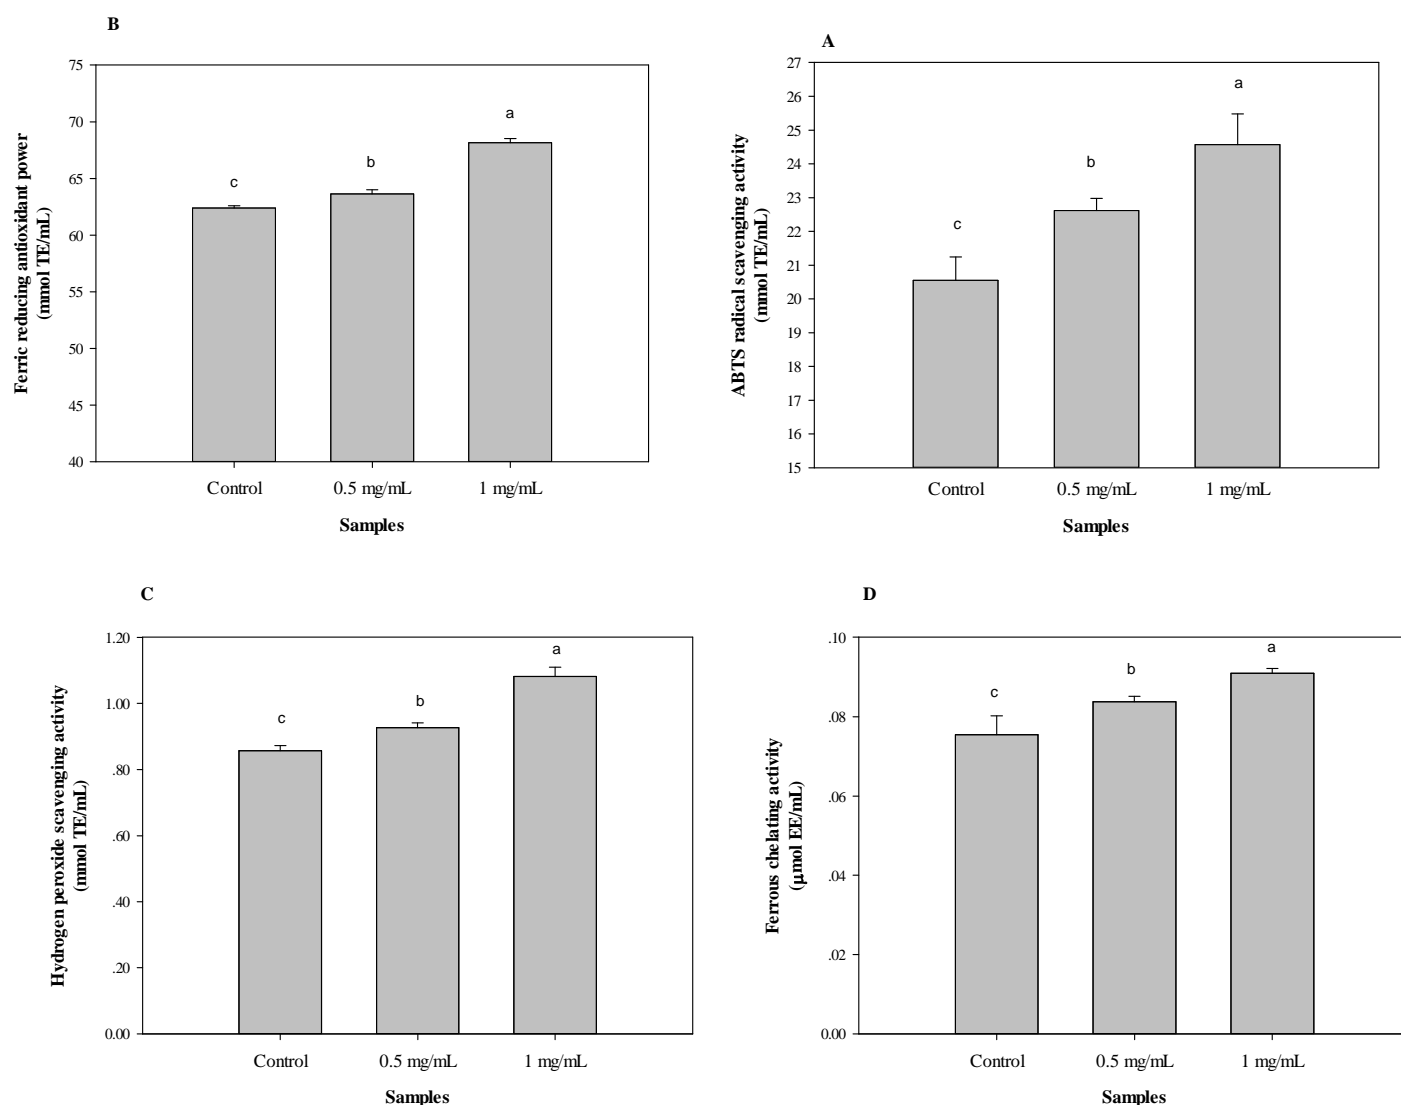 B
75
70
65
60
55
50
45
40
Ferric reducing antioxidant power
(mmol TE/mL)
c
b
a
Control 0.5 mg/mL 1 mg/mL
Samples
A
27
26
25
24
23
22
21
20
19
18
17
16
15
ABTS radical scavenging activity
(mmol TE/mL)
c
b
a
Control 0.5 mg/mL 1 mg/mL
Samples
C
1.20
1.00
.80
.60
.40
.20
0.00
Hydrogen peroxide scavenging activity
(mmol TE/mL)
c
b
a
Control 0.5 mg/mL 1 mg/mL
Samples
D
.10
.08
.06
.04
.02
0.00
Ferrous chelating activity
(μmol EE/mL)
c
b
a
Control 0.5 mg/mL 1 mg/mL
Samples